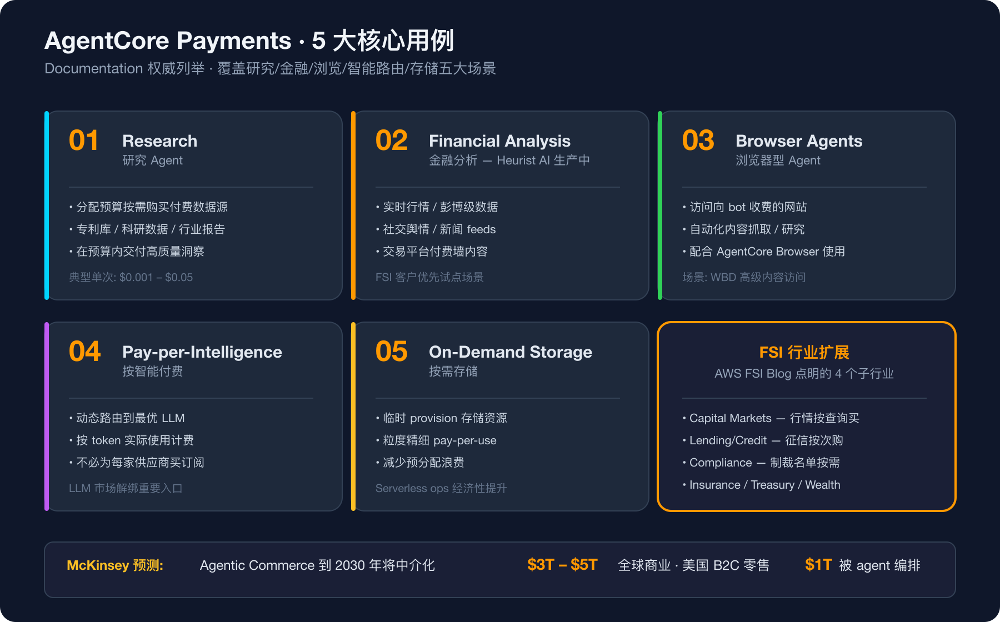 AgentCore Payments · 5 大核心用例
Documentation 权威列举 · 覆盖研究/金融/浏览/智能路由/存储五大场景
01
Research
研究 Agent
• 分配预算按需购买付费数据源
• 专利库 / 科研数据 / 行业报告
• 在预算内交付高质量洞察
典型单次: $0.001 – $0.05
02
Financial Analysis
金融分析 — Heurist AI 生产中
• 实时行情 / 彭博级数据
• 社交舆情 / 新闻 feeds
• 交易平台付费墙内容
FSI 客户优先试点场景
03
Browser Agents
浏览器型 Agent
• 访问向 bot 收费的网站
• 自动化内容抓取 / 研究
• 配合 AgentCore Browser 使用
场景: WBD 高级内容访问
04
Pay-per-Intelligence
按智能付费
• 动态路由到最优 LLM
• 按 token 实际使用计费
• 不必为每家供应商买订阅
LLM 市场解绑重要入口
05
On-Demand Storage
按需存储
• 临时 provision 存储资源
• 粒度精细 pay-per-use
• 减少预分配浪费
Serverless ops 经济性提升
FSI 行业扩展
AWS FSI Blog 点明的 4 个子行业
• Capital Markets — 行情按查询买
• Lending/Credit — 征信按次购
• Compliance — 制裁名单按需
• Insurance / Treasury / Wealth
McKinsey 预测: Agentic Commerce 到 2030 年将中介化 $3T – $5T 全球商业 · 美国 B2C 零售 $1T 被 agent 编排